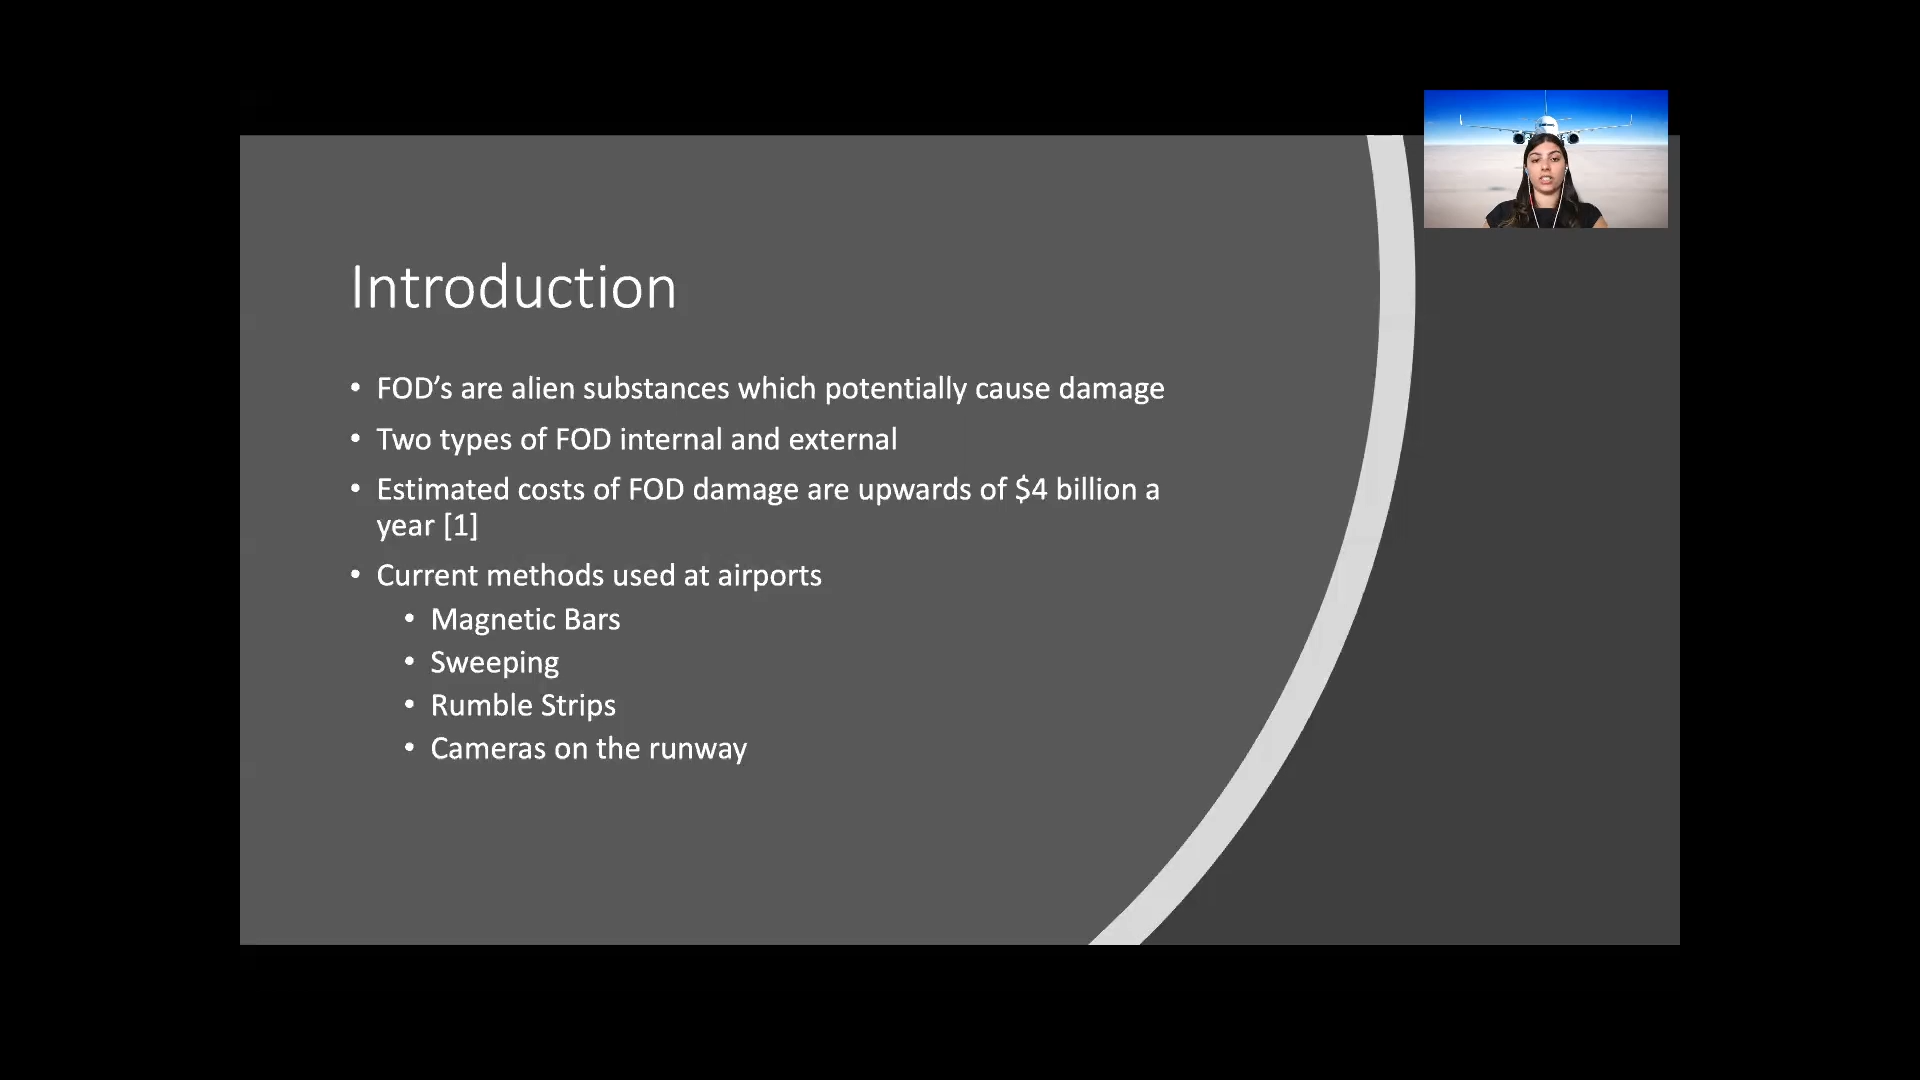 Introduction
• FOD’s are alien substances which potentially cause damage
• Two types of FOD internal and external
• Estimated costs of FOD damage are upwards of $4 billion a
year [1]
• Current methods used at airports
• Magnetic Bars
• Sweeping
• Rumble Strips
• Cameras on the runway